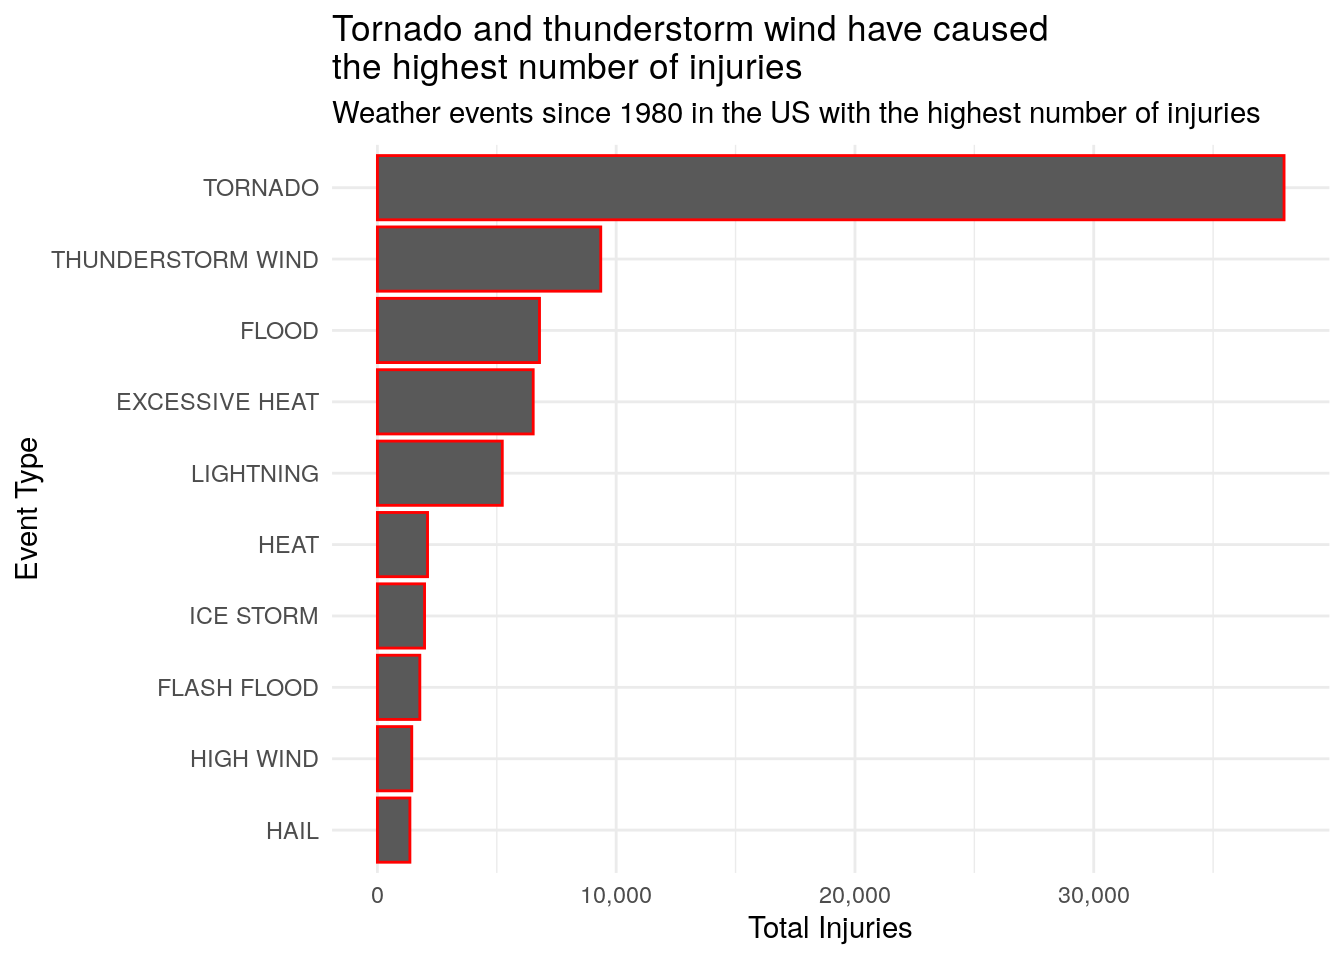 Tornado and thunderstorm wind have caused
the highest number of injuries
Weather events since 1980 in the US with the highest number of injuries
TORNADO
THUNDERSTORM WIND
FLOOD
EXCESSIVE HEAT
LIGHTNING
HEAT
ICE STORM
FLASH FLOOD
HIGH WIND
HAIL
Event Type
0 10,000 20,000 30,000
Total Injuries